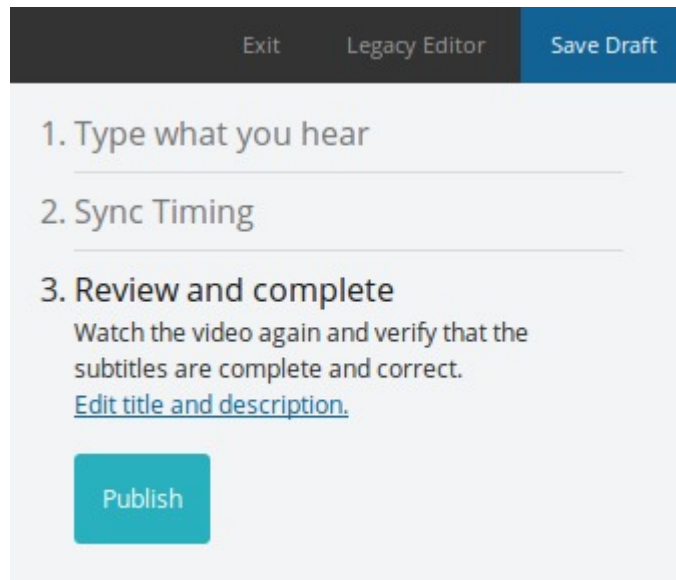 Exit Legacy Editor Save Draft
1. Type what you hear
2. Sync Timing
3. Review and complete
Watch the video again and verify that the
subtitles are complete and correct.
Edit title and description.
Publish